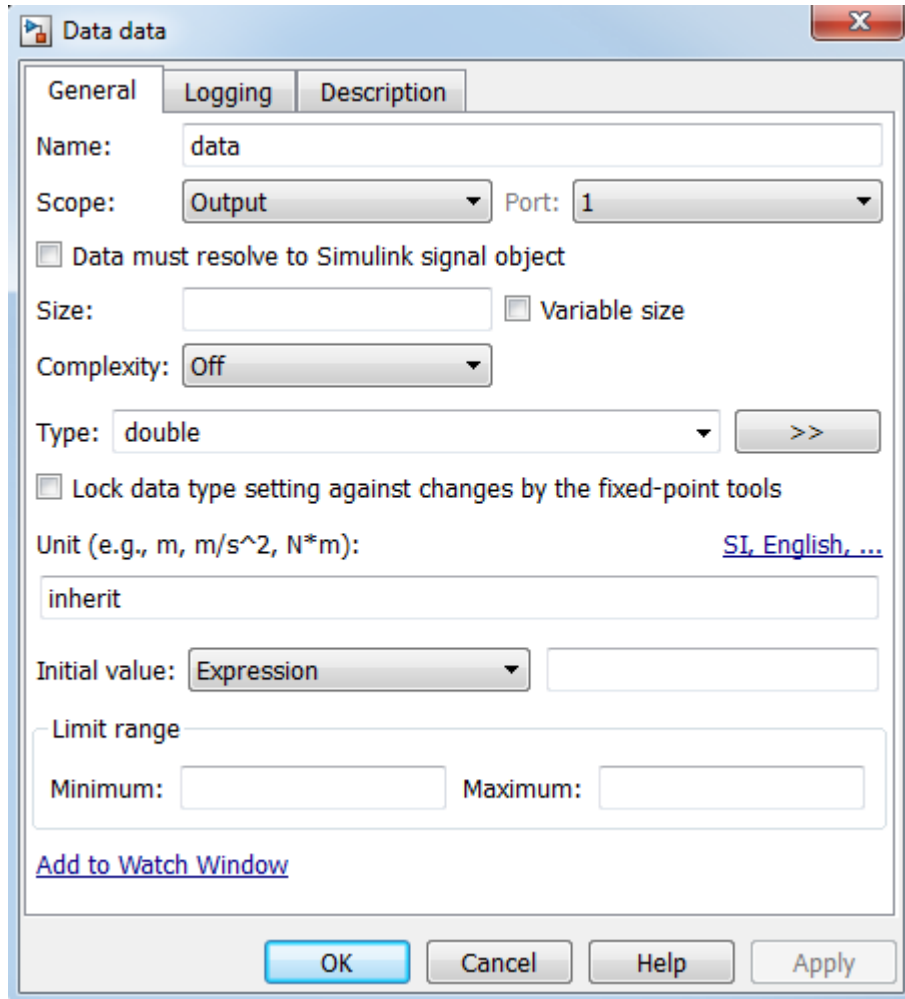 Data data
General Logging Description
Name: data
Scope: Output Port: 1
Data must resolve to Simulink signal object
Size: Variable size
Complexity: Off
Type: double >>
Lock data type setting against changes by the fixed-point tools
Unit (e.g., m, m/s^2, N*m): SI, English, ...
inherit
Initial value: Expression
Limit range
Minimum: Maximum:
Add to Watch Window
OK Cancel Help Apply